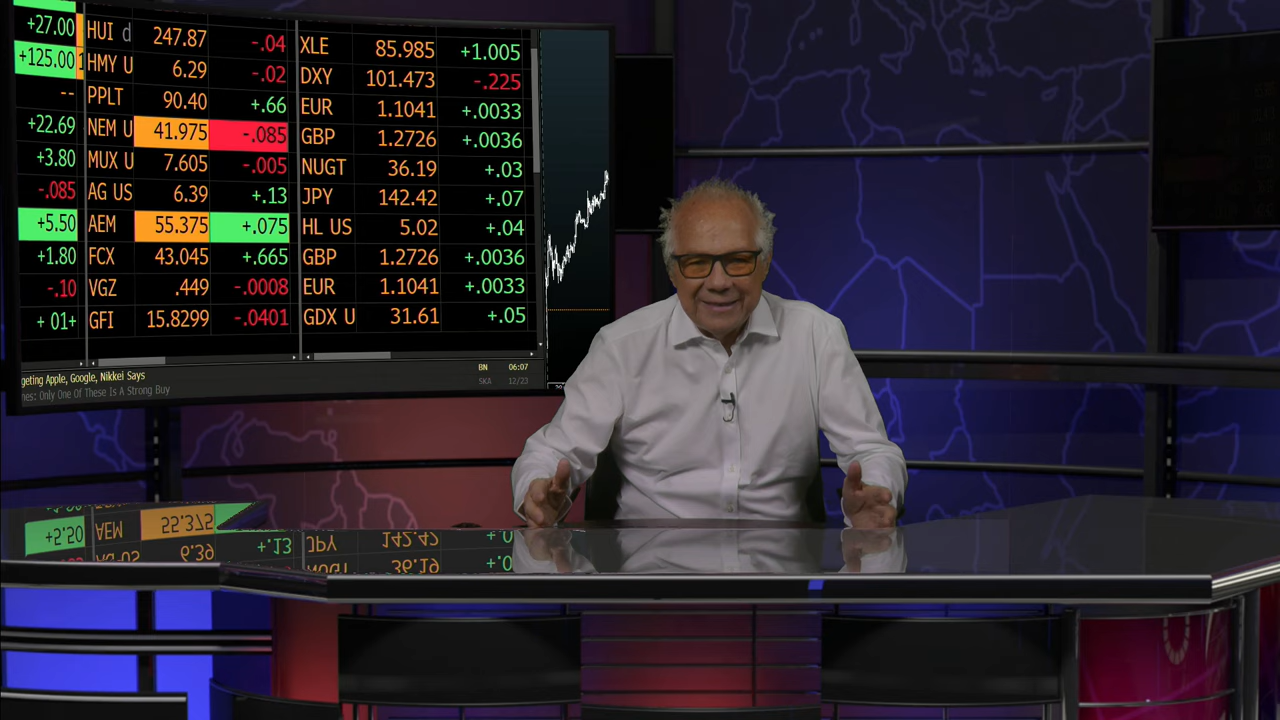 +27.00 HUI d 247.87 -.04 XLE 85.985 +1.005
+125.00 HMY U 6.29 -.02 DXY 101.473 -.225
-- PPLT 90.40 +.66 EUR 1.1041 +.0033
+22.69 NEM U 41.975 -.085 GBP 1.2726 +.0036
+3.80 MUX U 7.605 -.005 NUGT 36.19 +.03
-.085 AG US 6.39 +.13 JPY 142.42 +.07
+5.50 AEM 55.375 +.075 HL US 5.02 +.04
+1.80 FCX 43.045 +.665 GBP 1.2726 +.0036
-.10 VGZ .449 -.0008 EUR 1.1041 +.0033
+ 01+ GFI 15.8299 -.0401 GDX U 31.61 +.05
geting Apple, Google, Nikkei Says BN 06:07
nes: Only One Of These Is A Strong Buy SKA 12/23